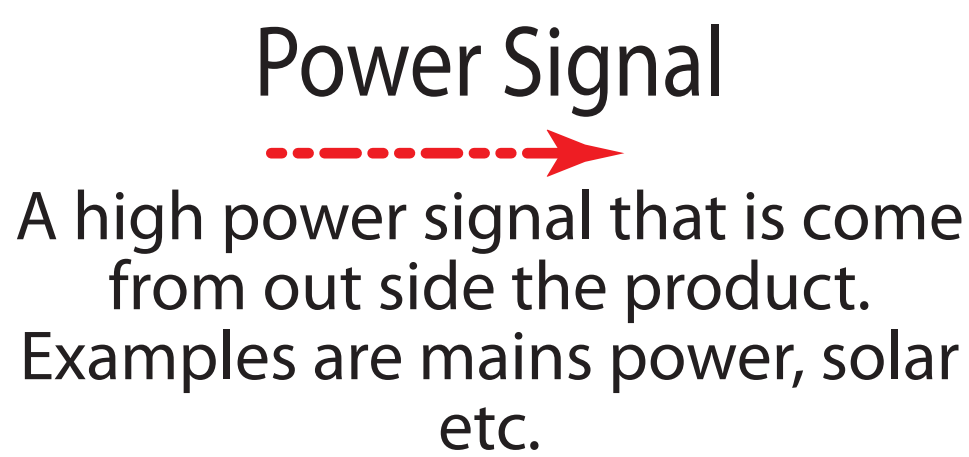 Power Signal
A high power signal that is come
from out side the product.
Examples are mains power, solar
etc.